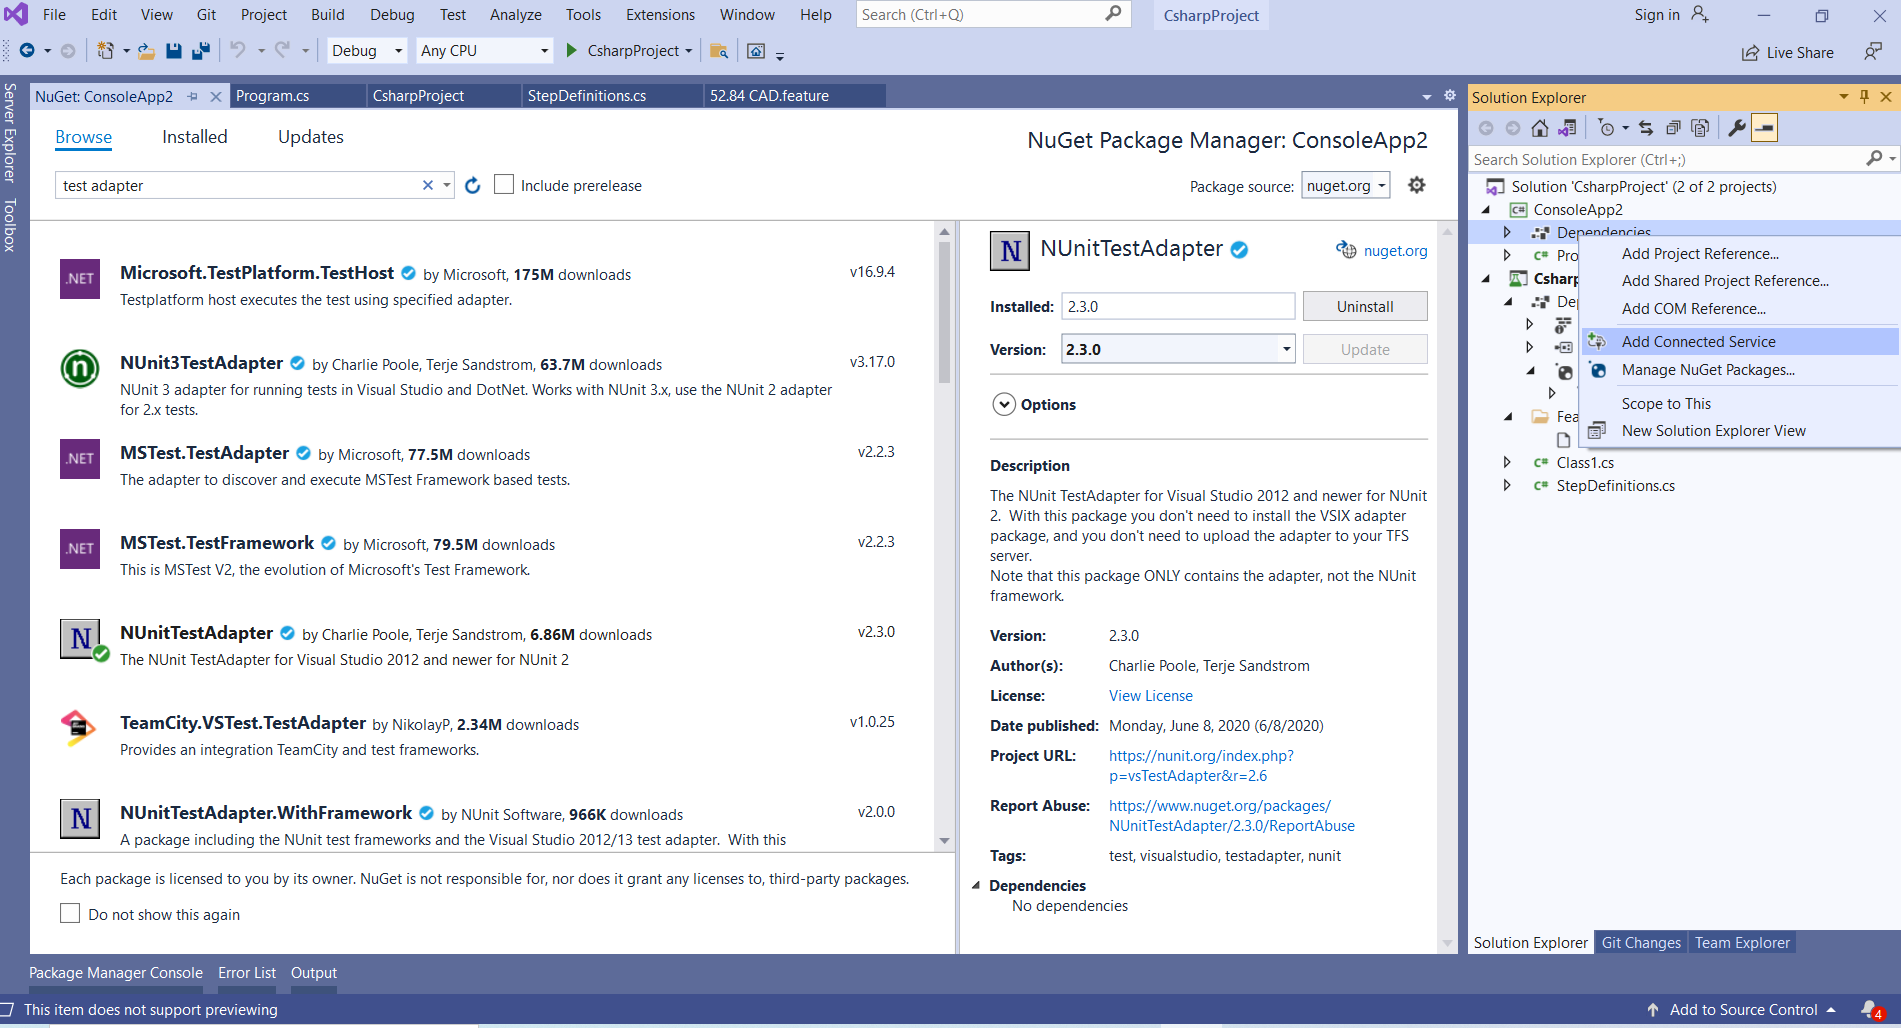 File Edit View Git Project Build Debug Test Analyze Tools Extensions Window Help Search (Ctrl+Q) CsharpProject Sign in
Debug Any CPU CsharpProject Live Share
Server Explorer
Toolbox
NuGet: ConsoleApp2 Program.cs CsharpProject StepDefinitions.cs 52.84 CAD.feature
Browse Installed Updates
NuGet Package Manager: ConsoleApp2
test adapter
Include prerelease
Package source: nuget.org
.NET
Microsoft.TestPlatform.TestHost by Microsoft, 175M downloads v16.9.4
Testplatform host executes the test using specified adapter.
NUnit3TestAdapter by Charlie Poole, Terje Sandstrom, 63.7M downloads v3.17.0
NUnit 3 adapter for running tests in Visual Studio and DotNet. Works with NUnit 3.x, use the NUnit 2 adapter
for 2.x tests.
.NET
MSTest.TestAdapter by Microsoft, 77.5M downloads v2.2.3
The adapter to discover and execute MSTest Framework based tests.
.NET
MSTest.TestFramework by Microsoft, 79.5M downloads v2.2.3
This is MSTest V2, the evolution of Microsoft's Test Framework.
N
NUnitTestAdapter by Charlie Poole, Terje Sandstrom, 6.86M downloads v2.3.0
The NUnit TestAdapter for Visual Studio 2012 and newer for NUnit 2
TeamCity.VSTest.TestAdapter by NikolayP, 2.34M downloads v1.0.25
Provides an integration TeamCity and test frameworks.
N
NUnitTestAdapter.WithFramework by NUnit Software, 966K downloads v2.0.0
A package including the NUnit test frameworks and the Visual Studio 2012/13 test adapter. With this
Each package is licensed to you by its owner. NuGet is not responsible for, nor does it grant any licenses to, third-party packages.
Do not show this again
N
NUnitTestAdapter nuget.org
Installed: 2.3.0 Uninstall
Version: 2.3.0 Update
Options
Description
The NUnit TestAdapter for Visual Studio 2012 and newer for NUnit
2. With this package you don't need to install the VSIX adapter
package, and you don't need to upload the adapter to your TFS
server.
Note that this package ONLY contains the adapter, not the NUnit
framework.
Version: 2.3.0
Author(s): Charlie Poole, Terje Sandstrom
License: View License
Date published: Monday, June 8, 2020 (6/8/2020)
Project URL: https://nunit.org/index.php?
p=vsTestAdapter&r=2.6
Report Abuse: https://www.nuget.org/packages/
NUnitTestAdapter/2.3.0/ReportAbuse
Tags: test, visualstudio, testadapter, nunit
Dependencies
No dependencies
Solution Explorer
Search Solution Explorer (Ctrl+;)
Solution 'CsharpProject' (2 of 2 projects)
C# ConsoleApp2
Dependencies
C# Pro
Csharp
Dep
Fea
C# Class1.cs
C# StepDefinitions.cs
Add Project Reference...
Add Shared Project Reference...
Add COM Reference...
Add Connected Service
Manage NuGet Packages...
Scope to This
New Solution Explorer View
Solution Explorer Git Changes Team Explorer
Package Manager Console Error List Output
This item does not support previewing Add to Source Control 4